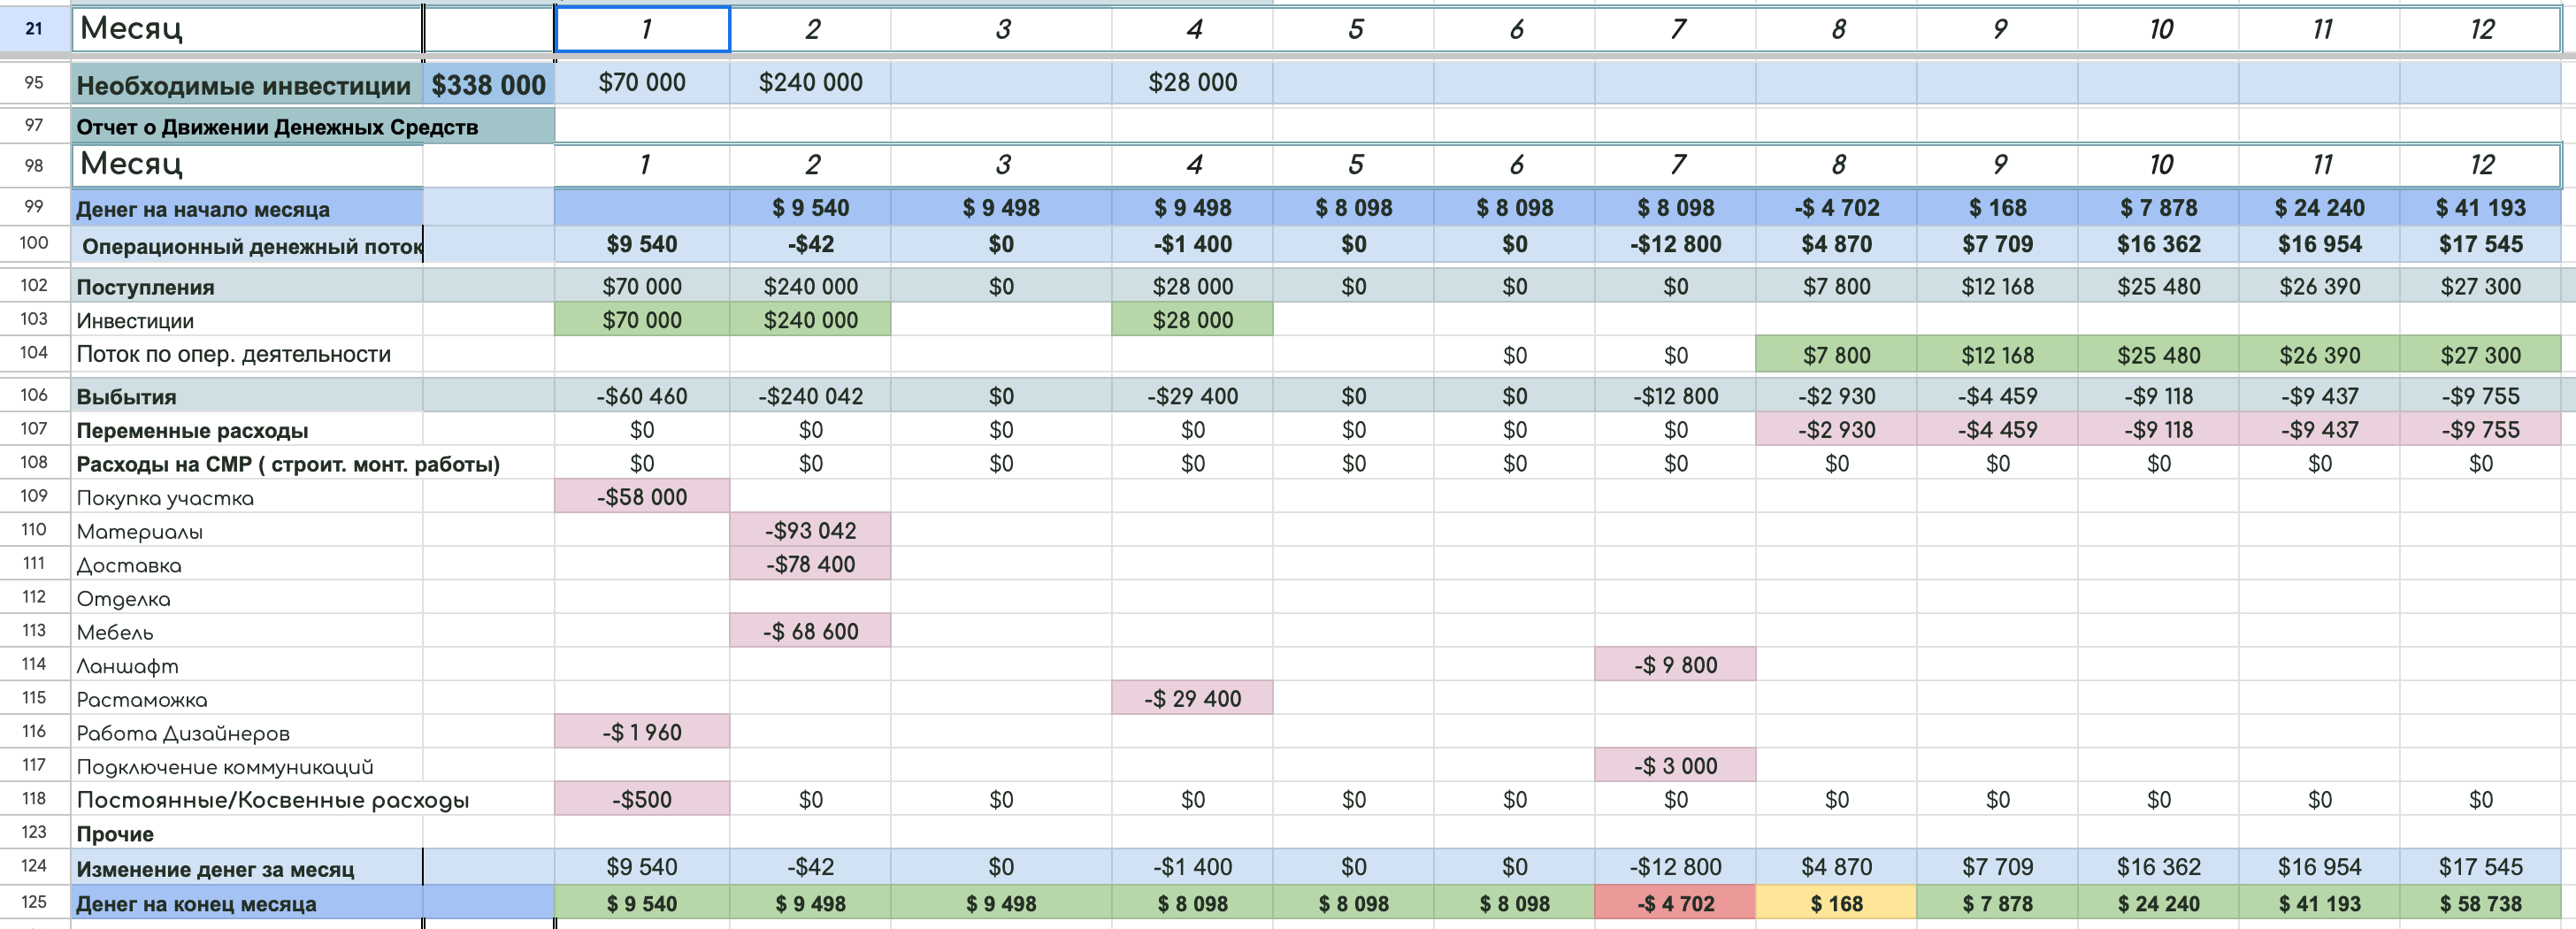 21 Месяц 1 2 3 4 5 6 7 8 9 10 11 12
95 Необходимые инвестиции $338 000 $70 000 $240 000 $28 000
97 Отчет о Движении Денежных Средств
98 Месяц 1 2 3 4 5 6 7 8 9 10 11 12
99 Денег на начало месяца $ 9 540 $ 9 498 $ 9 498 $ 8 098 $ 8 098 $ 8 098 -$ 4 702 $ 168 $ 7 878 $ 24 240 $ 41 193
100 Операционный денежный поток $9 540 -$42 $0 -$1 400 $0 $0 -$12 800 $4 870 $7 709 $16 362 $16 954 $17 545
102 Поступления $70 000 $240 000 $0 $28 000 $0 $0 $0 $7 800 $12 168 $25 480 $26 390 $27 300
103 Инвестиции $70 000 $240 000 $28 000
104 Поток по опер. деятельности $0 $0 $7 800 $12 168 $25 480 $26 390 $27 300
106 Выбытия -$60 460 -$240 042 $0 -$29 400 $0 $0 -$12 800 -$2 930 -$4 459 -$9 118 -$9 437 -$9 755
107 Переменные расходы $0 $0 $0 $0 $0 $0 $0 -$2 930 -$4 459 -$9 118 -$9 437 -$9 755
108 Расходы на СМР ( строит. монт. работы) $0 $0 $0 $0 $0 $0 $0 $0 $0 $0 $0 $0
109 Покупка участка -$58 000
110 Материалы -$93 042
111 Доставка -$78 400
112 Отделка
113 Мебель -$ 68 600
114 Ланшафт -$ 9 800
115 Растаможка -$ 29 400
116 Работа Дизайнеров -$ 1 960
117 Подключение коммуникаций -$ 3 000
118 Постоянные/Косвенные расходы -$500 $0 $0 $0 $0 $0 $0 $0 $0 $0 $0 $0
123 Прочие
124 Изменение денег за месяц $9 540 -$42 $0 -$1 400 $0 $0 -$12 800 $4 870 $7 709 $16 362 $16 954 $17 545
125 Денег на конец месяца $ 9 540 $ 9 498 $ 9 498 $ 8 098 $ 8 098 $ 8 098 -$ 4 702 $ 168 $ 7 878 $ 24 240 $ 41 193 $ 58 738